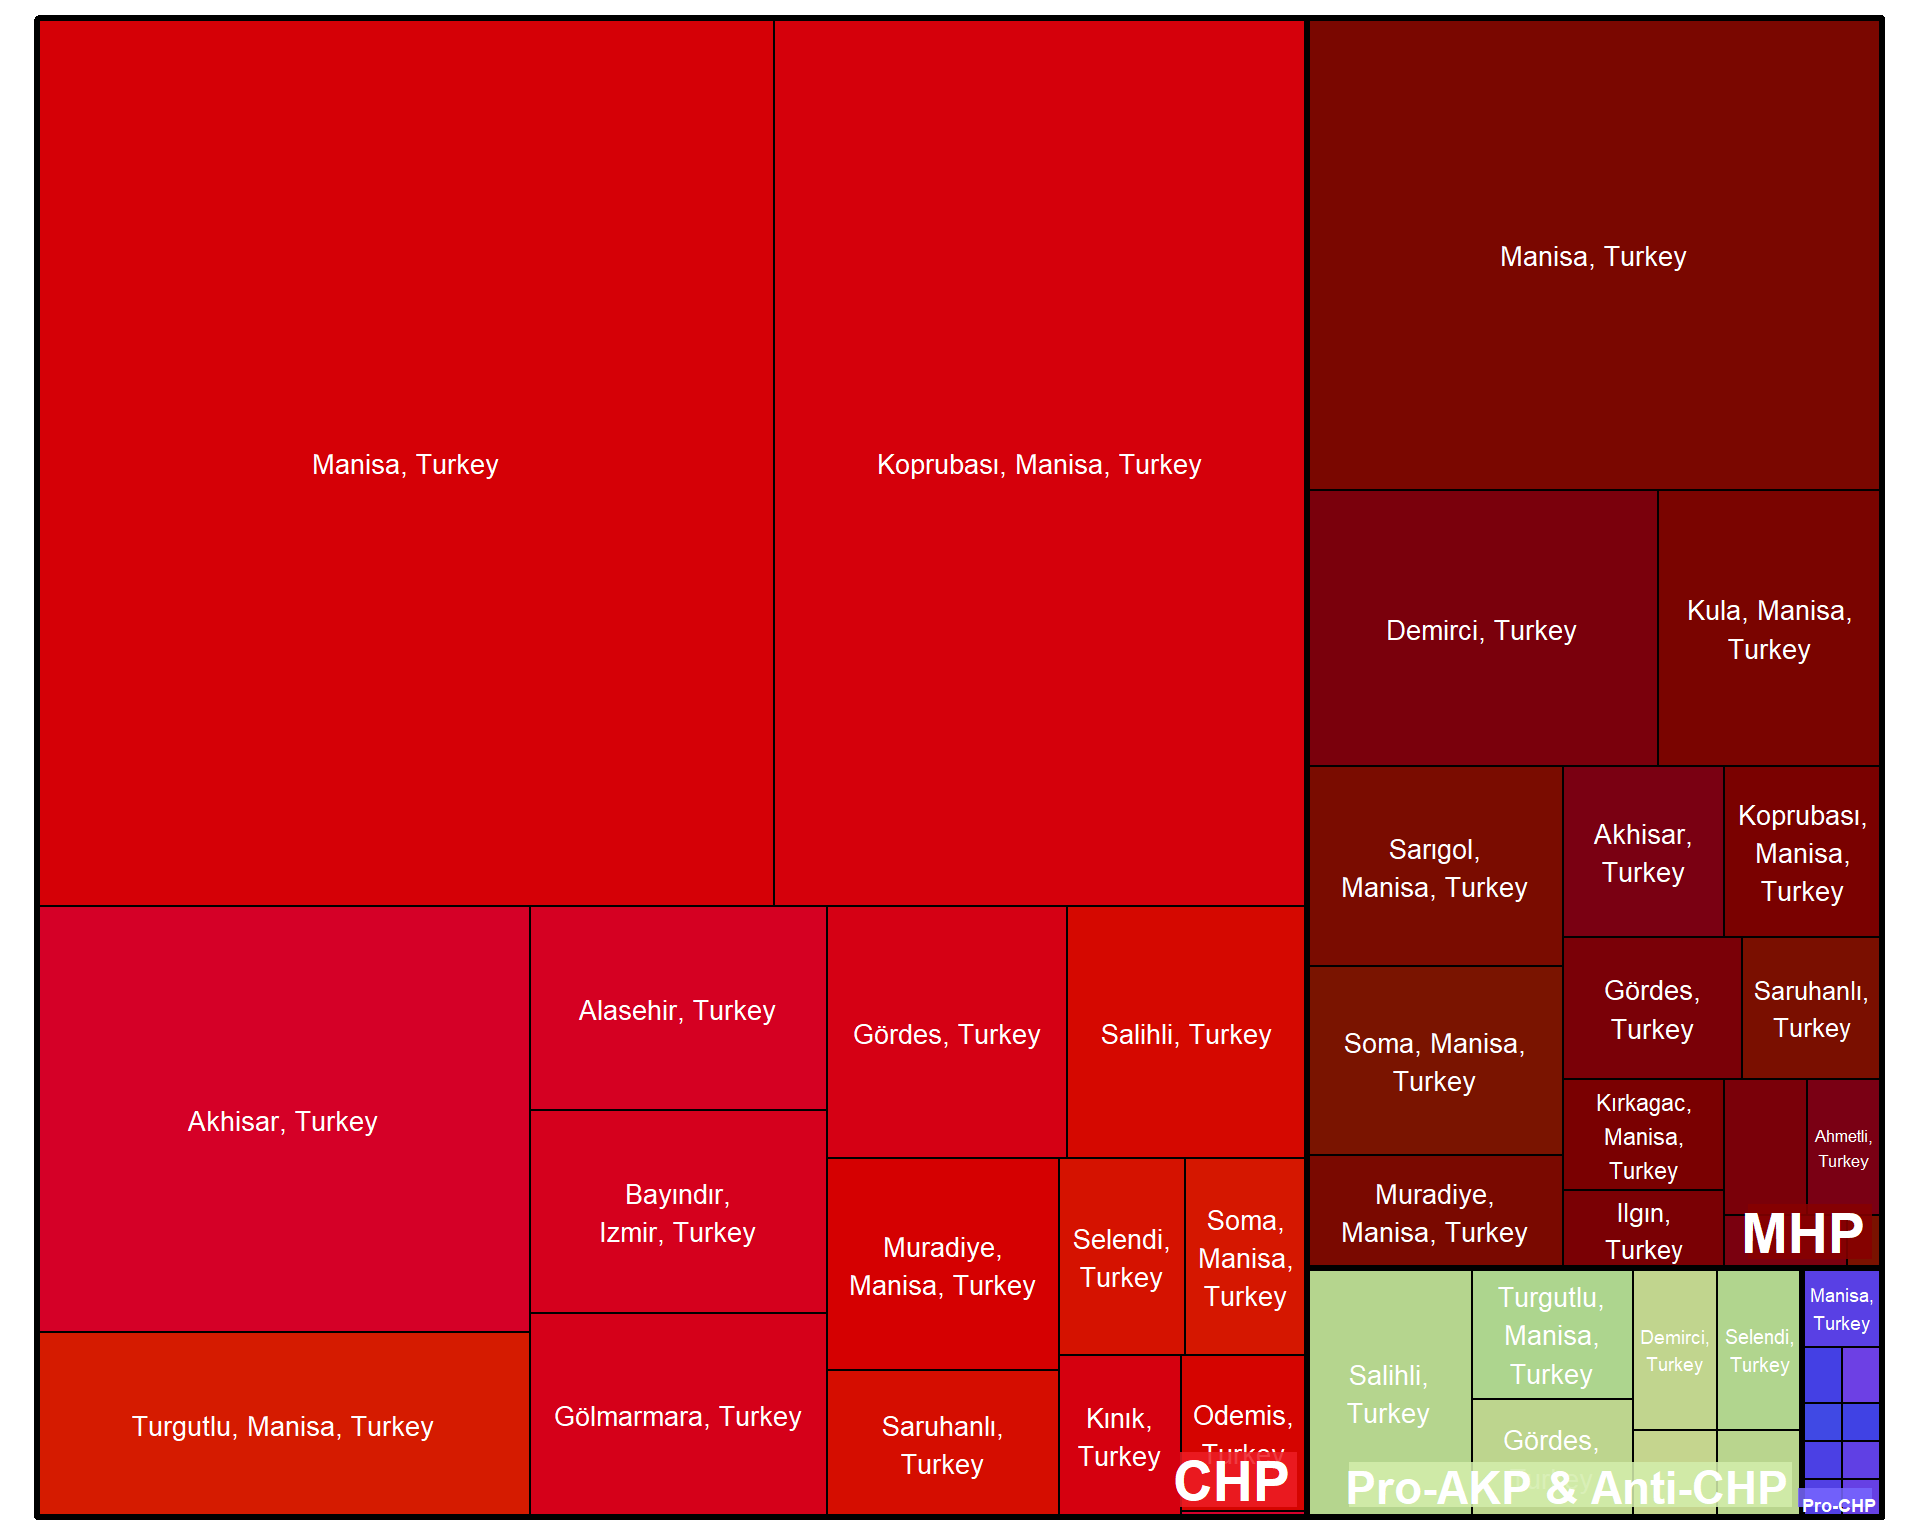 Manisa, Turkey
Koprubası, Manisa, Turkey
Akhisar, Turkey
Turgutlu, Manisa, Turkey
Alasehir, Turkey
Bayındır,
Izmir, Turkey
Gölmarmara, Turkey
Gördes, Turkey
Salihli, Turkey
Muradiye,
Manisa, Turkey
Saruhanlı,
Turkey
Selendi,
Turkey
Soma,
Manisa,
Turkey
Kınık,
Turkey
Odemis,
Turkey
CHP
Manisa, Turkey
Demirci, Turkey
Kula, Manisa,
Turkey
Sarıgol,
Manisa, Turkey
Soma, Manisa,
Turkey
Muradiye,
Manisa, Turkey
Akhisar,
Turkey
Koprubası,
Manisa,
Turkey
Gördes,
Turkey
Saruhanlı,
Turkey
Kırkagac,
Manisa,
Turkey
Ilgın,
Turkey
Ahmetli,
Turkey
MHP
Salihli,
Turkey
Turgutlu,
Manisa,
Turkey
Gördes,
Demirci,
Turkey
Selendi,
Turkey
Pro-AKP & Anti-CHP
Manisa,
Turkey
Pro-CHP